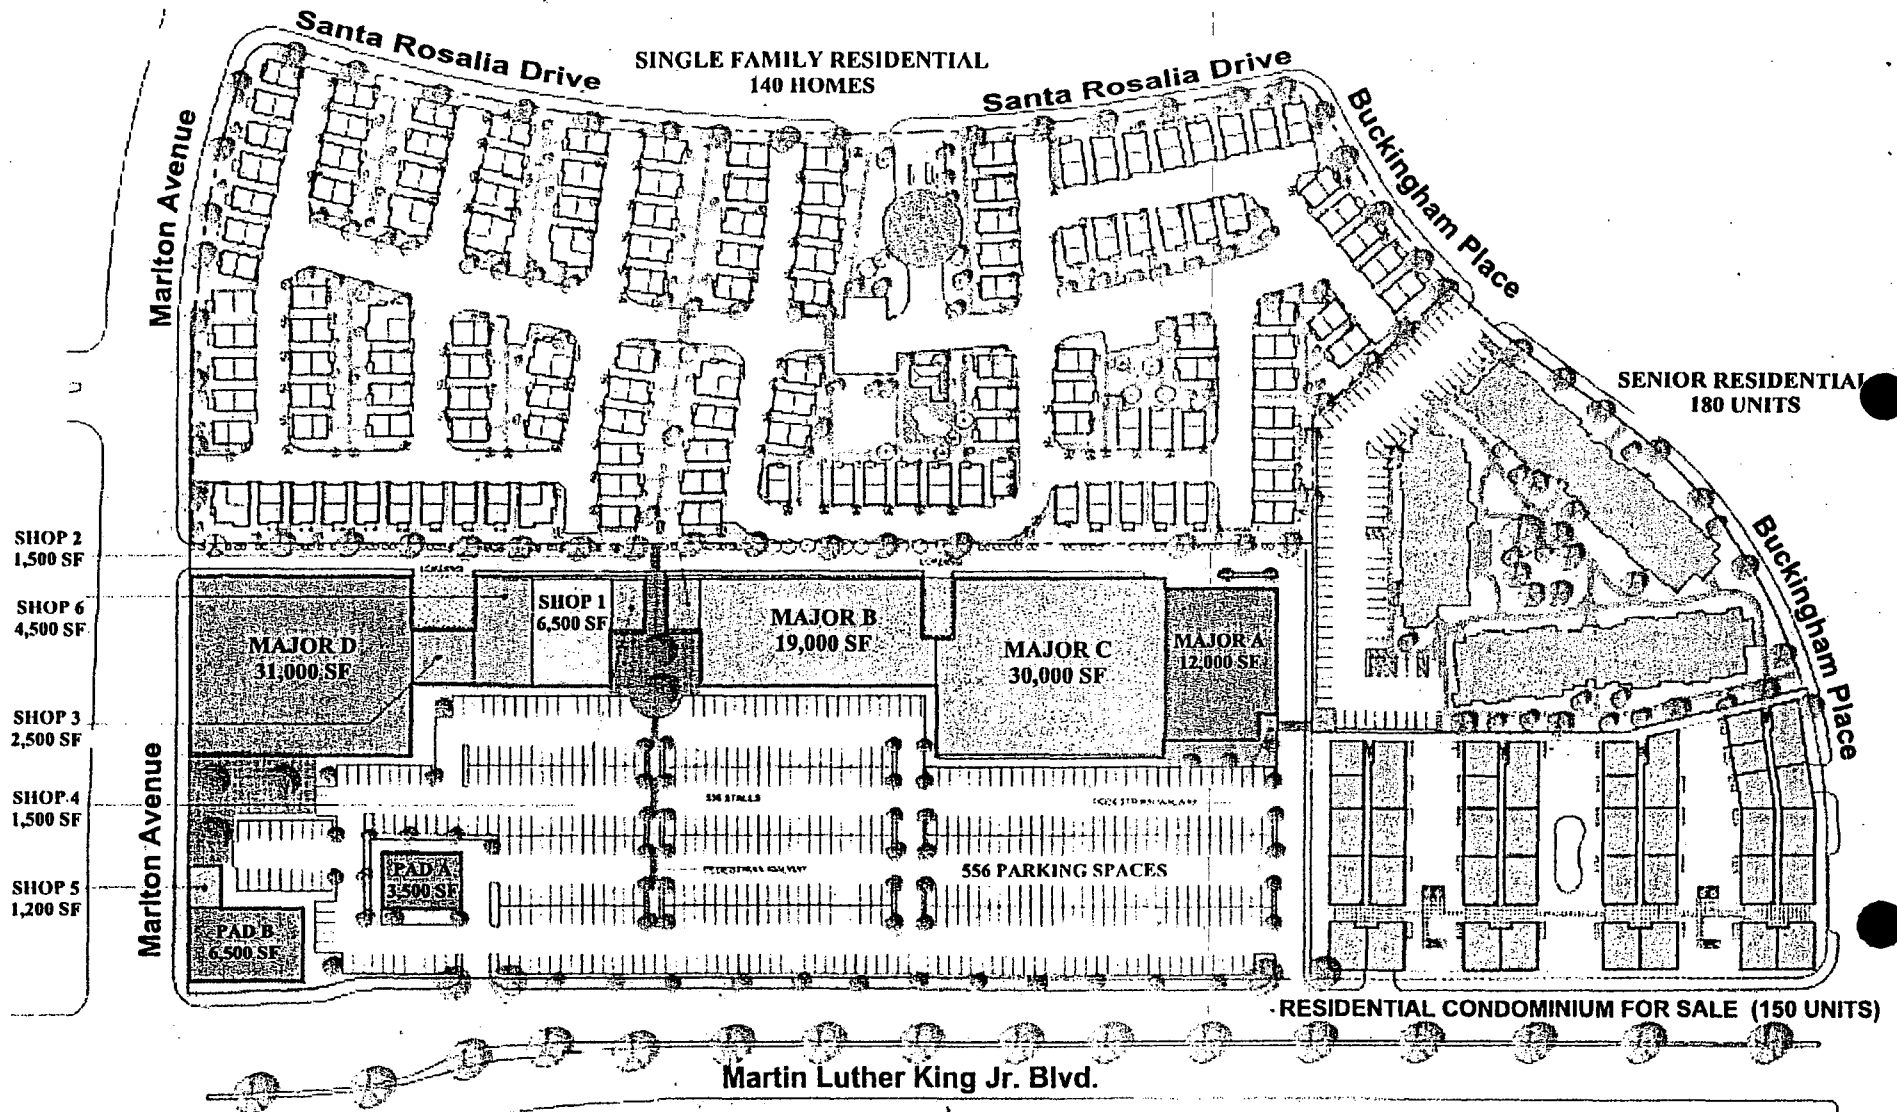 Santa Rosalia Drive
SINGLE FAMILY RESIDENTIAL
140 HOMES
Santa Rosalia Drive
Buckingham Place
Marlton Avenue
SENIOR RESIDENTIAL
180 UNITS
SHOP 2
1,500 SF
SHOP 6
4,500 SF
SHOP 3
2,500 SF
SHOP 4
1,500 SF
SHOP 5
1,200 SF
MAJOR D
31,000 SF
SHOP 1
6,500 SF
MAJOR B
19,000 SF
MAJOR C
30,000 SF
MAJOR A
12,000 SF
Buckingham Place
Marlton Avenue
PAD A
3,500 SF
PAD B
6,500 SF
556 PARKING SPACES
RESIDENTIAL CONDOMINIUM FOR SALE (150 UNITS)
Martin Luther King Jr. Blvd.